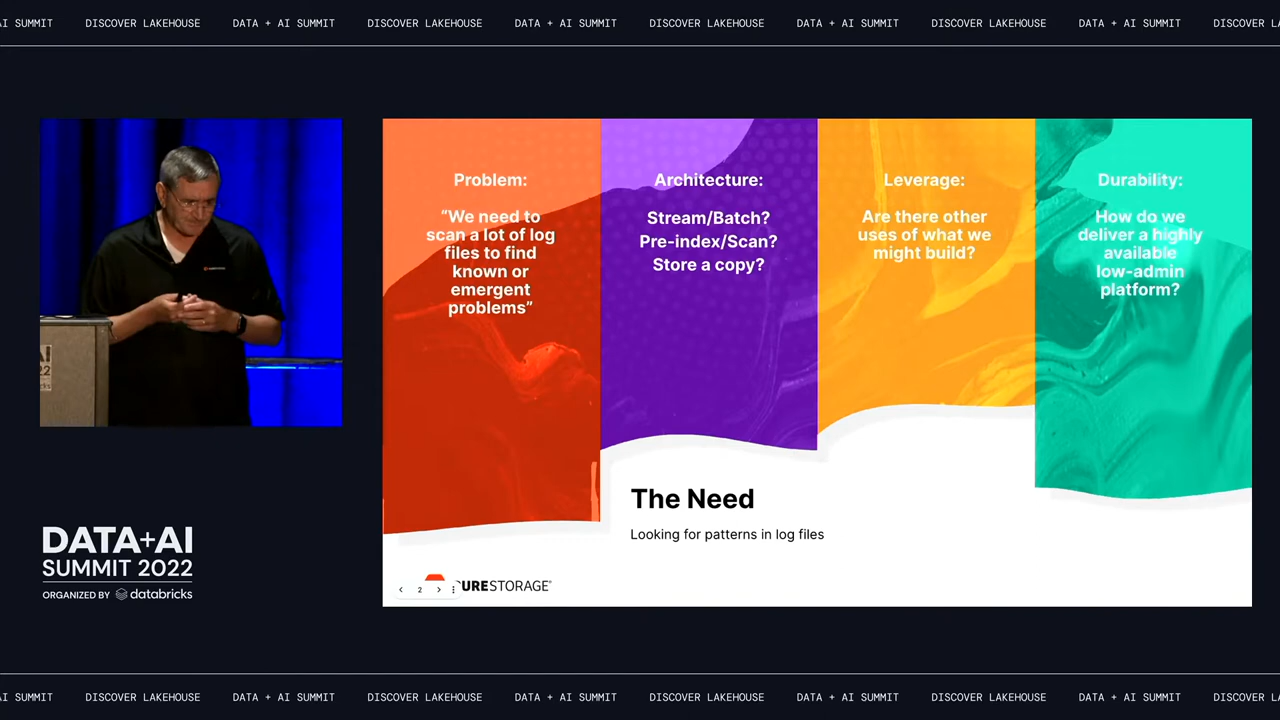 AI SUMMIT DISCOVER LAKEHOUSE DATA + AI SUMMIT DISCOVER LAKEHOUSE DATA + AI SUMMIT DISCOVER LAKEHOUSE DATA + AI SUMMIT DISCOVER LAKEHOUSE DATA + AI SUMMIT DISCOVER
Problem:
“We need to
scan a lot of log
files to find
known or
emergent
problems”
Architecture:
Stream/Batch?
Pre-index/Scan?
Store a copy?
Leverage:
Are there other
uses of what we
might build?
Durability:
How do we
deliver a highly
available
low-admin
platform?
The Need
Looking for patterns in log files
2
URESTORAGE®
DATA+AI
SUMMIT 2022
ORGANIZED BY databricks
AI SUMMIT DISCOVER LAKEHOUSE DATA + AI SUMMIT DISCOVER LAKEHOUSE DATA + AI SUMMIT DISCOVER LAKEHOUSE DATA + AI SUMMIT DISCOVER LAKEHOUSE DATA + AI SUMMIT DISCOVER